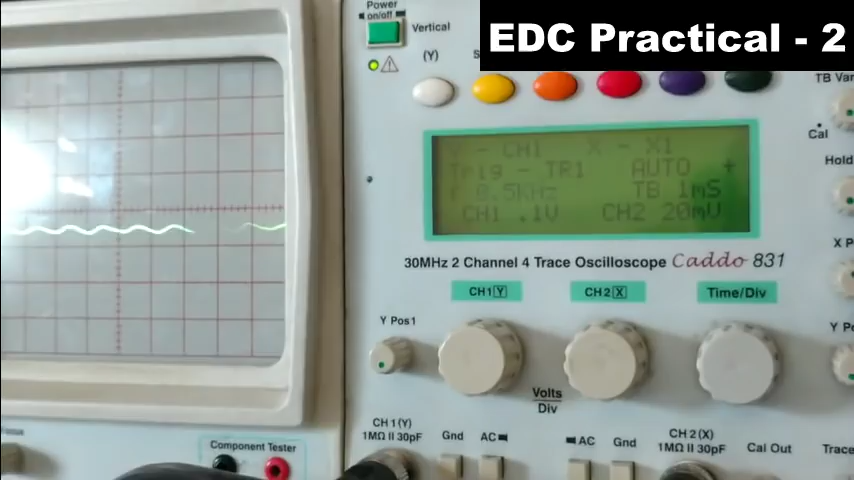 EDC Practical - 2
Power
on/off
Vertical
(Y)
TB Var
Cal
Hold
Y - CH1 X - X1
Trig - TR1 AUTO +
f 0.5KHz TB 1mS
CH1 .1V CH2 20mV
30MHz 2 Channel 4 Trace Oscilloscope Caddo 831
CH1 Y
CH2 X
Time/Div
X P
Y Pos1
Y Po
Volts
Div
CH 1 (Y)
1MΩ II 30pF
Gnd
AC
AC
Gnd
CH 2 (X)
1MΩ II 30pF
Cal Out
Trace
Component Tester